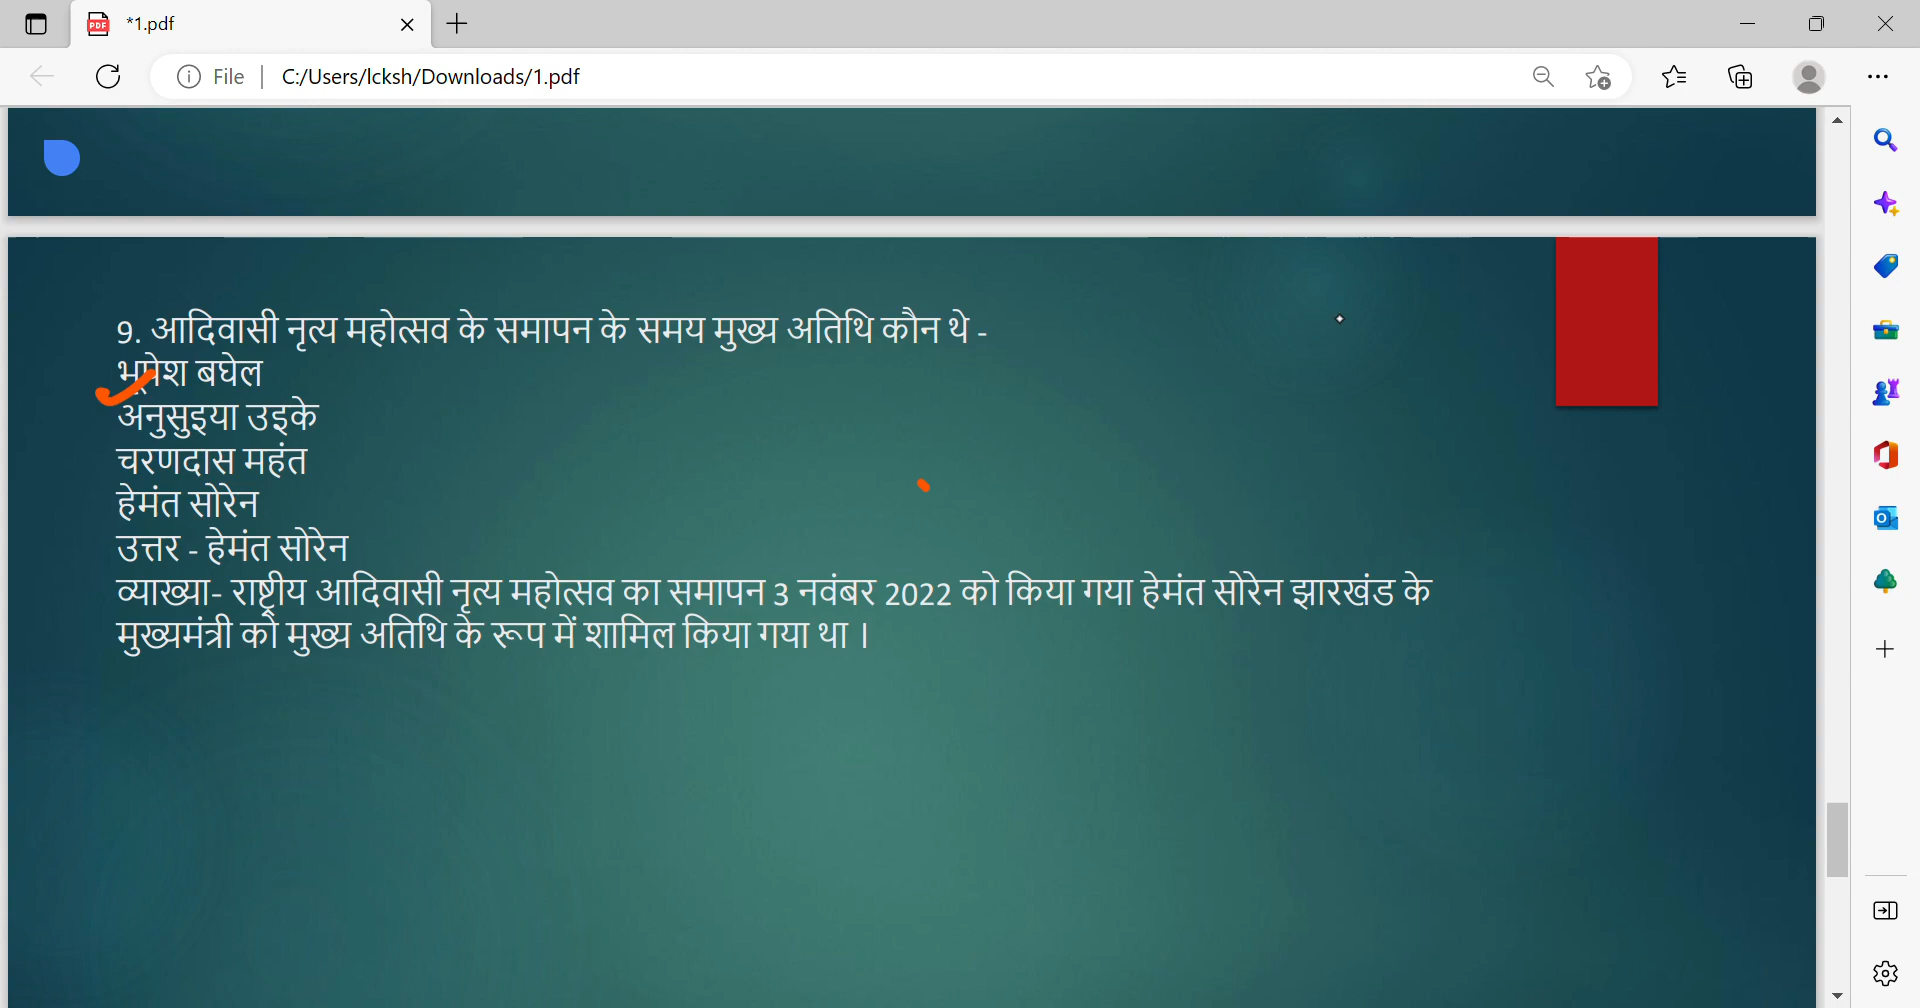 *1.pdf
File
C:/Users/lcksh/Downloads/1.pdf
9. आदिवासी नृत्य महोत्सव के समापन के समय मुख्य अतिथि कौन थे -
भूपेश बघेल
अनुसुइया उइके
चरणदास महंत
हेमंत सोरेन
उत्तर - हेमंत सोरेन
व्याख्या- राष्ट्रीय आदिवासी नृत्य महोत्सव का समापन 3 नवंबर 2022 को किया गया हेमंत सोरेन झारखंड के
मुख्यमंत्री को मुख्य अतिथि के रूप में शामिल किया गया था ।